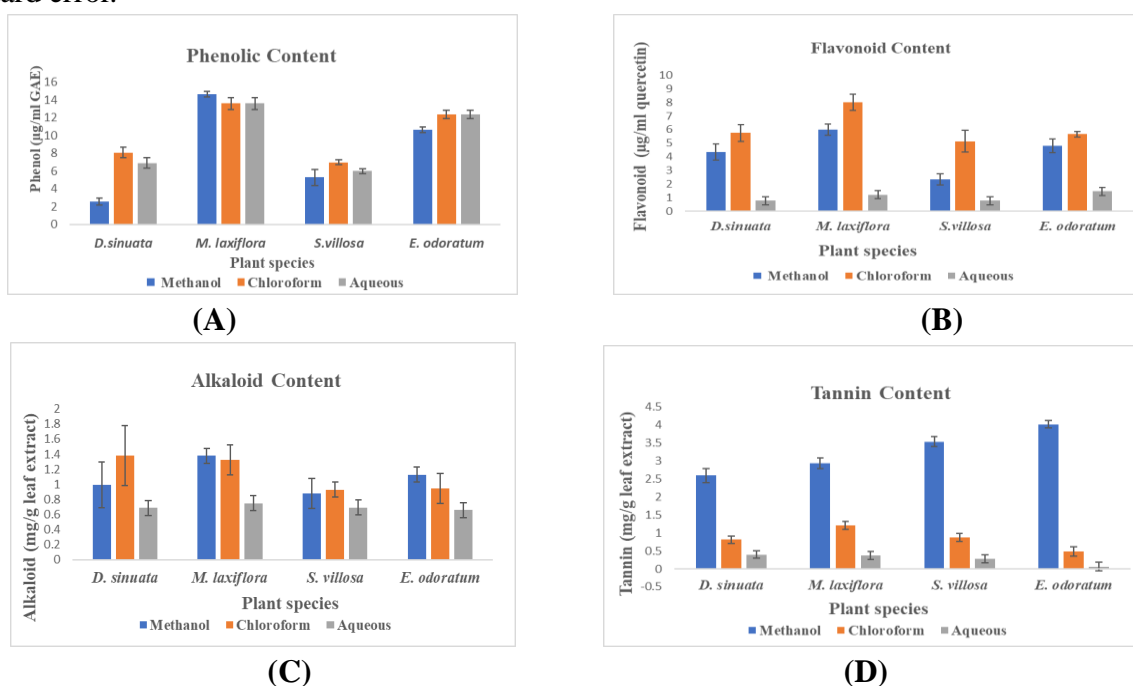 ard error.
Phenolic Content
Phenol (µg/ml GAE)
16
14
12
10
8
6
4
2
0
D.sinuata M. laxiflora S.villosa E. odoratum
Plant species
Methanol Chloroform Aqueous
(A)
Flavonoid Content
Flavonoid (µg/ml quercetin)
10
9
8
7
6
5
4
3
2
1
0
D.sinuata M. laxiflora S.villosa E. odoratum
Plant species
Methanol Chloroform Aqueous
(B)
Alkaloid Content
Alkaloid (mg/g leaf extract)
2
1.8
1.6
1.4
1.2
1
0.8
0.6
0.4
0.2
0
D. sinuata M. laxiflora S. villosa E. odoratum
Plant species
Methanol Chloroform Aqueous
(C)
Tannin Content
Tannin (mg/g leaf extract)
4.5
4
3.5
3
2.5
2
1.5
1
0.5
0
-0.5
D. sinuata M. laxiflora S. villosa E. odoratum
Plant species
Methanol Chloroform Aqueous
(D)